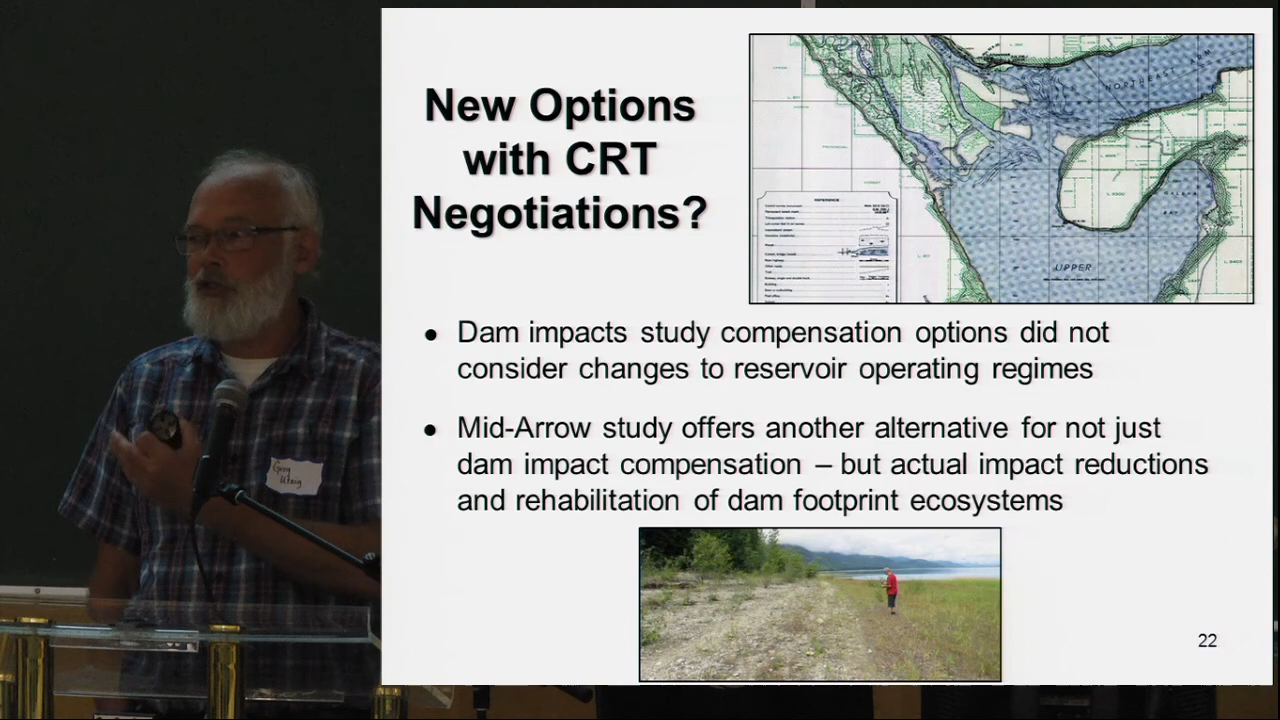 New Options
with CRT
Negotiations?
NORTHEAST ARM
REFERENCE
UPPER
• Dam impacts study compensation options did not
consider changes to reservoir operating regimes
• Mid-Arrow study offers another alternative for not just
dam impact compensation – but actual impact reductions
and rehabilitation of dam footprint ecosystems
Greg
Utzig
22